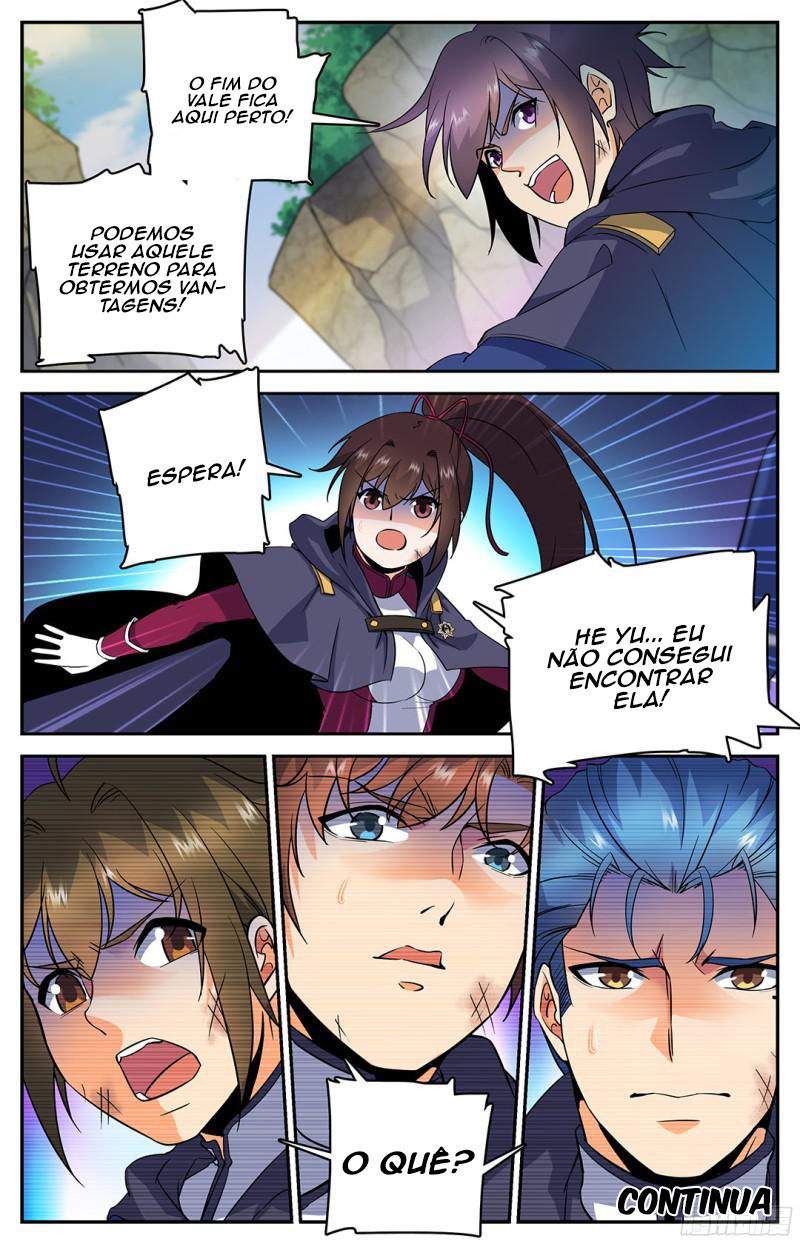 O FIM DO
VALE FICA
AQUI PERTO!
PODEMOS
USAR AQUELE
TERRENO PARA
OBTERMOS VAN-
TAGENS!
ESPERA!
HE YU... EU
NÃO CONSEGUI
ENCONTRAR
ELA!
O QUÊ?
CONTINUA